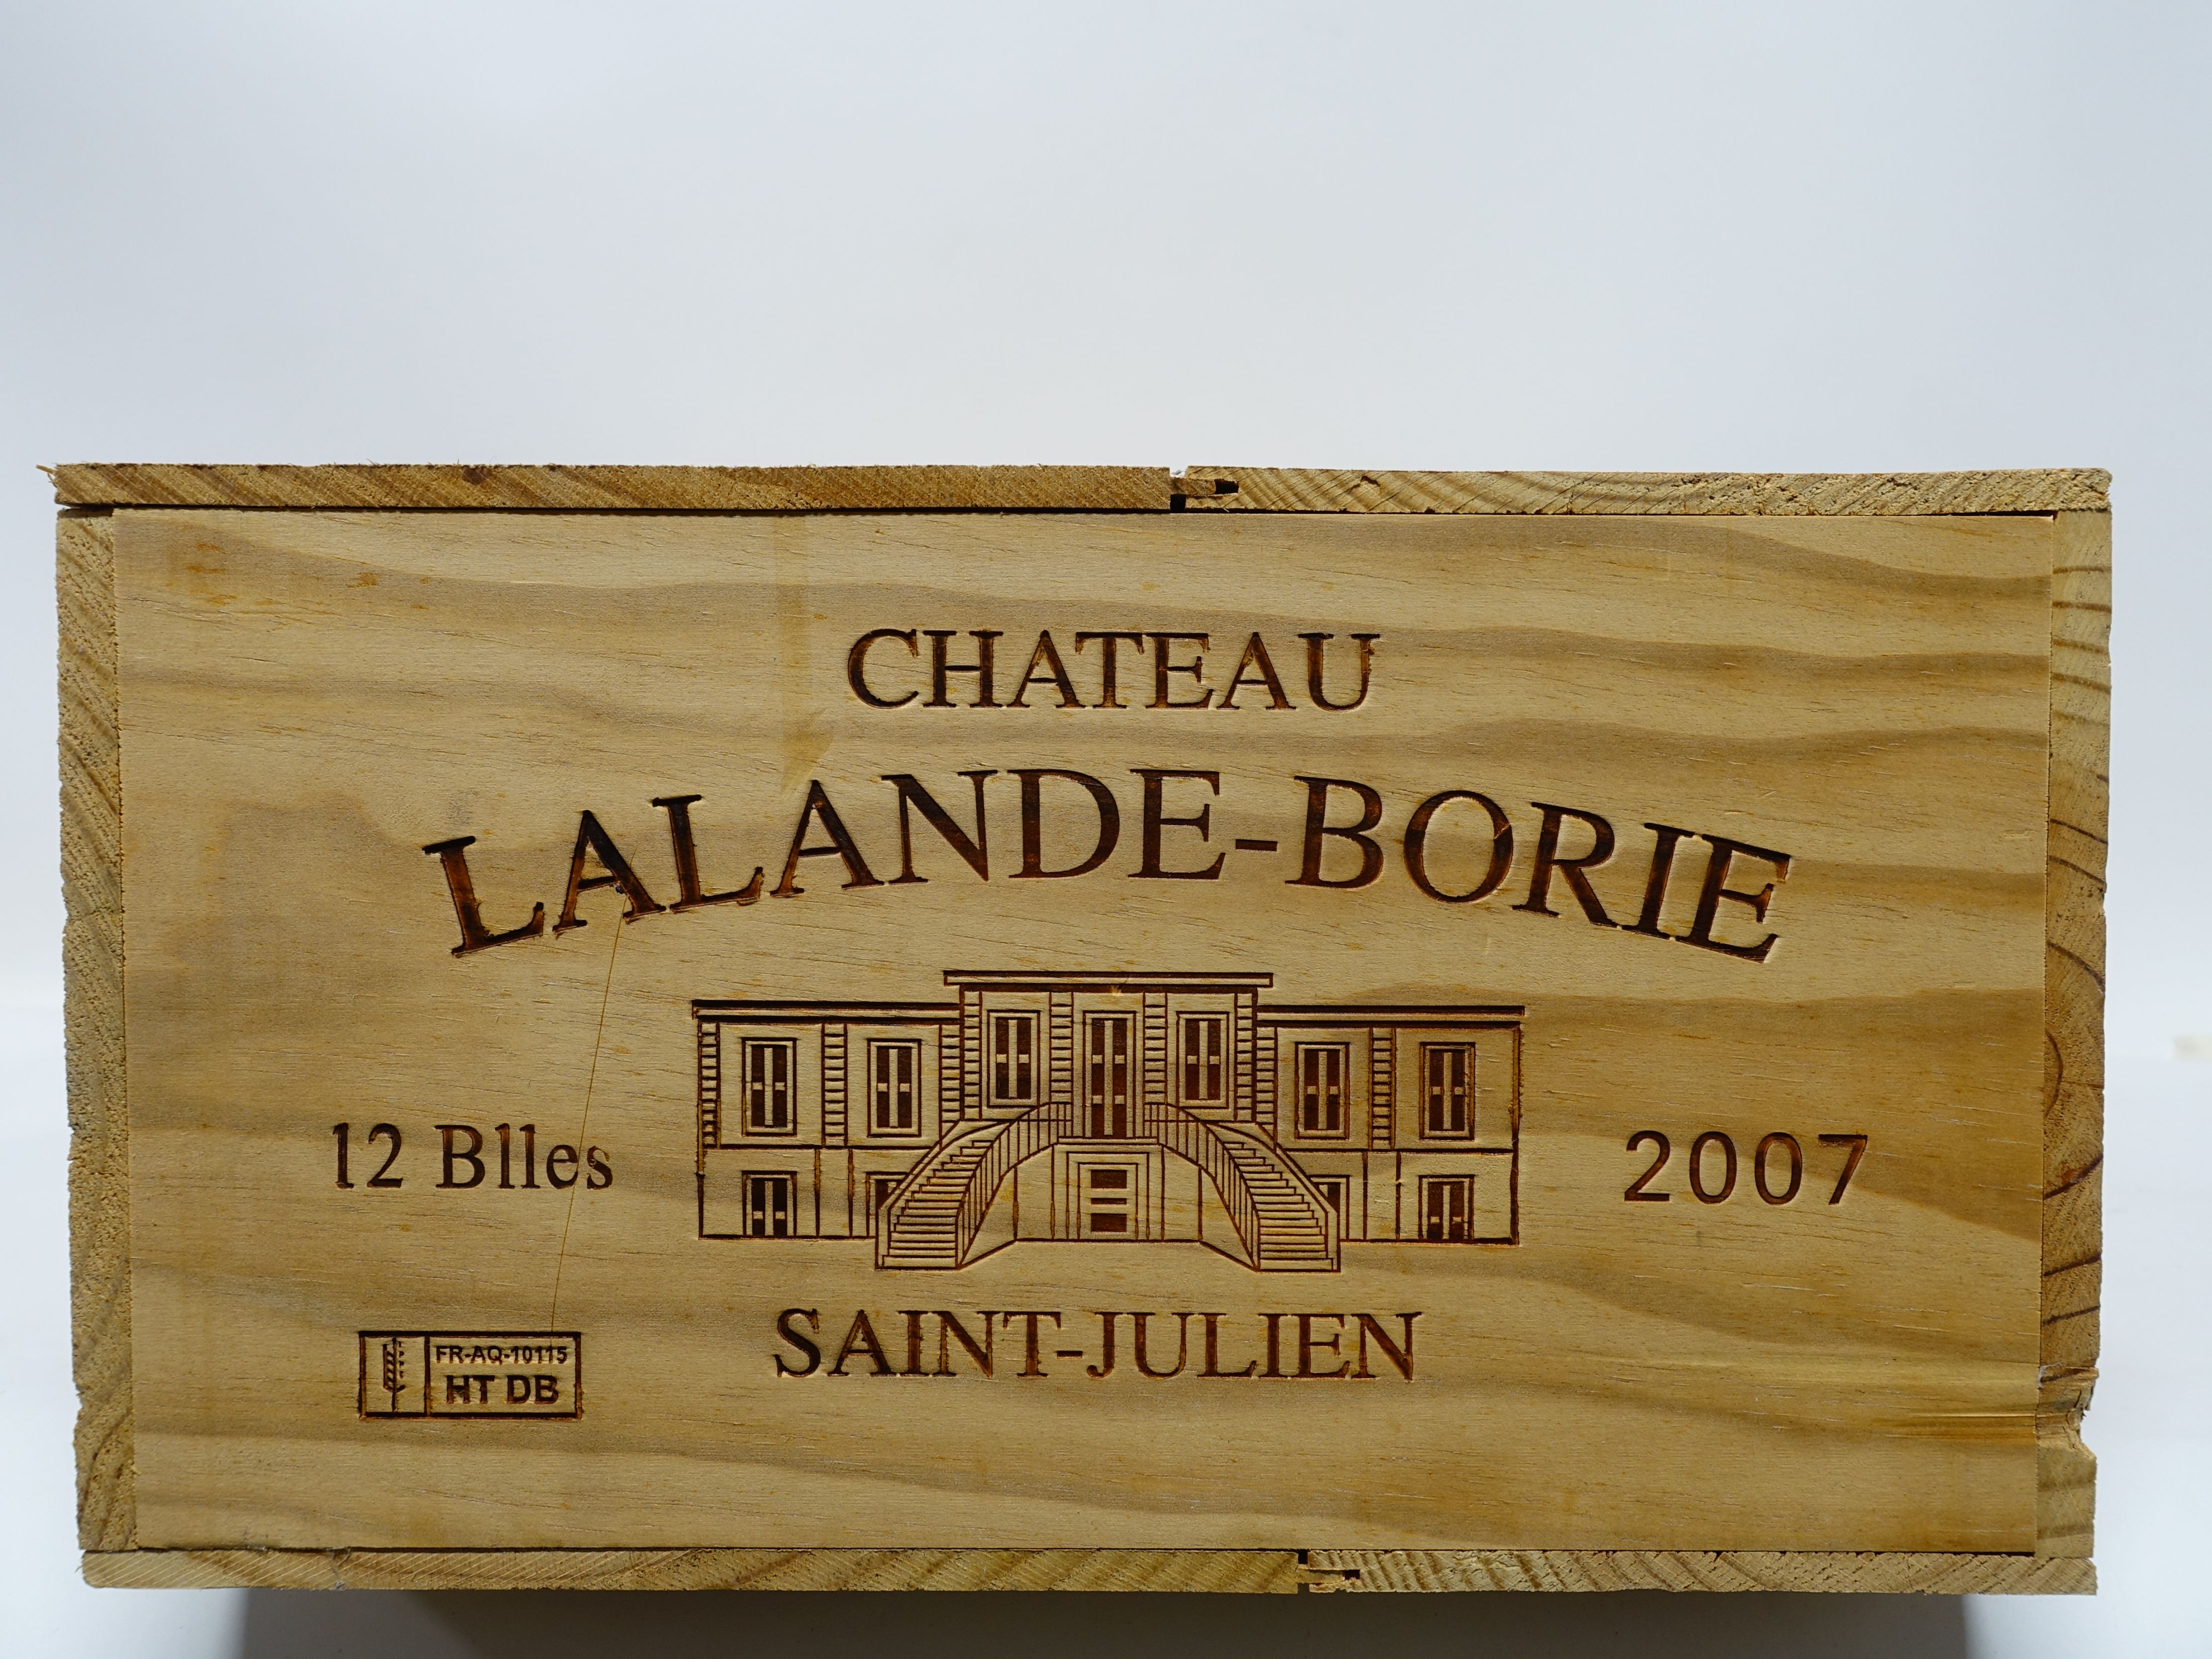 CHATEAU
LALANDE-BORIE
12 Blles
2007
SAINT-JULIEN
FR-AQ-10115
HT DB